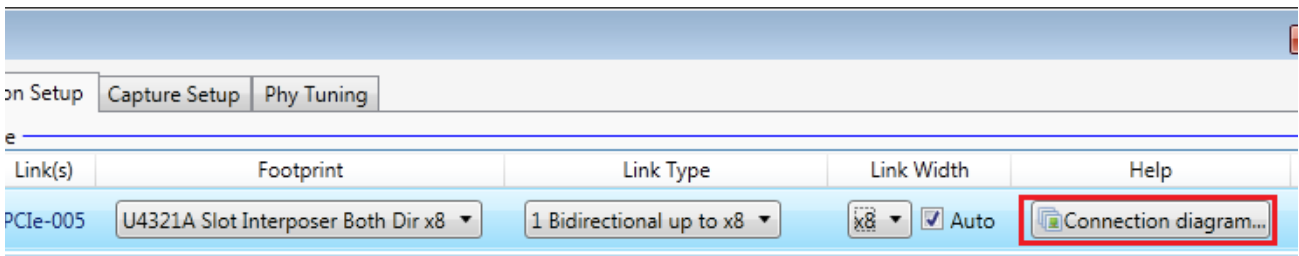 on Setup Capture Setup Phy Tuning
e
Link(s) Footprint Link Type Link Width Help
PCIe-005 U4321A Slot Interposer Both Dir x8 1 Bidirectional up to x8 x8 Auto Connection diagram...